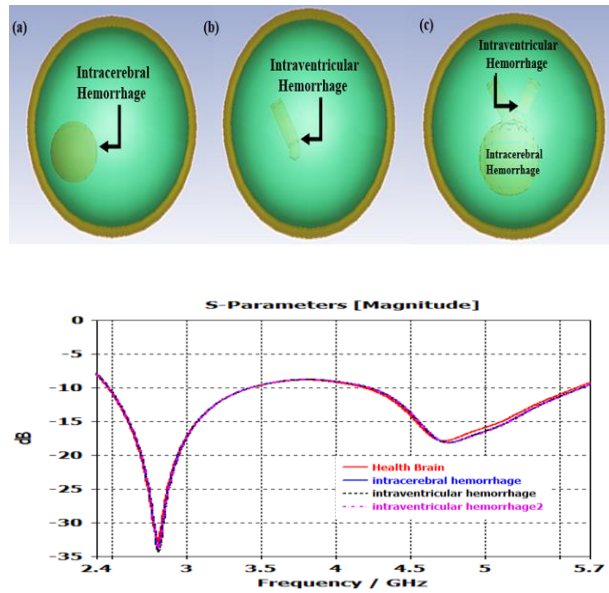 (a)
Intracerebral
Hemorrhage
(b)
Intraventricular
Hemorrhage
(c)
Intraventricular
Hemorrhage
Intracerebral
Hemorrhage
S-Parameters [Magnitude]
0
-5
-10
-15
-20
-25
-30
-35
dB
Health Brain
intracerebral hemorrhage
intraventricular hemorrhage
intraventricular hemorrhage2
2.4 3 3.5 4 4.5 5 5.7
Frequency / GHz